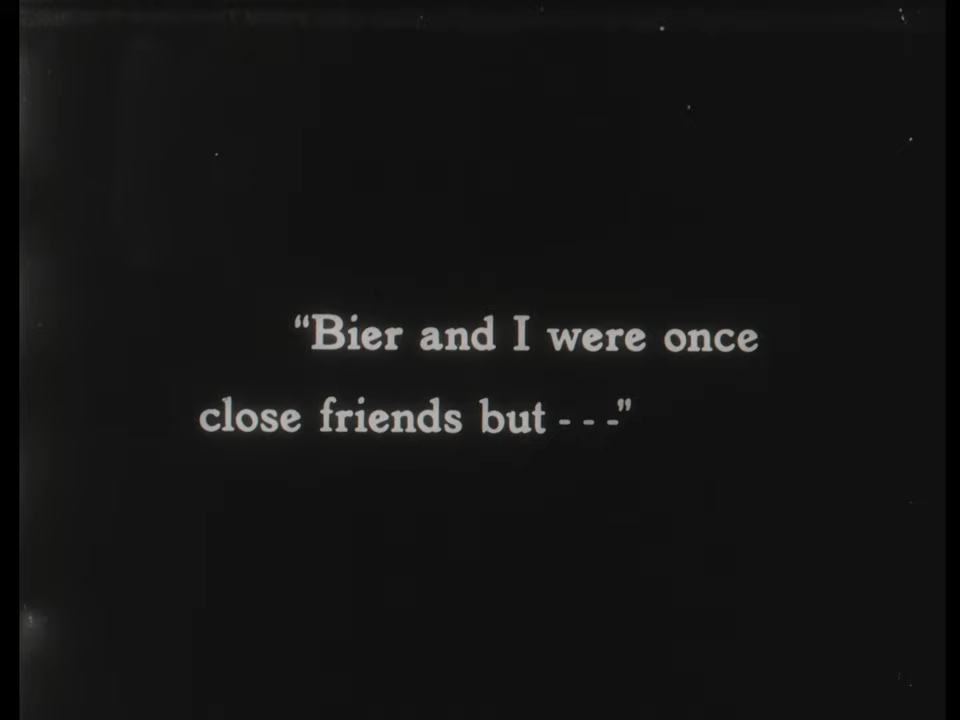 “Bier and I were once
close friends but - - -”